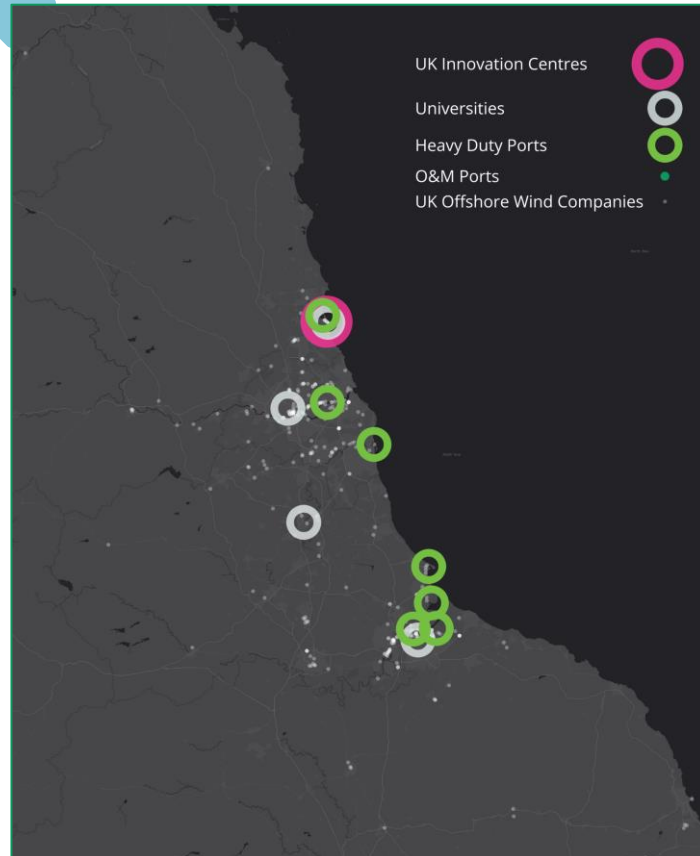 UK Innovation Centres
Universities
Heavy Duty Ports
O&M Ports
UK Offshore Wind Companies